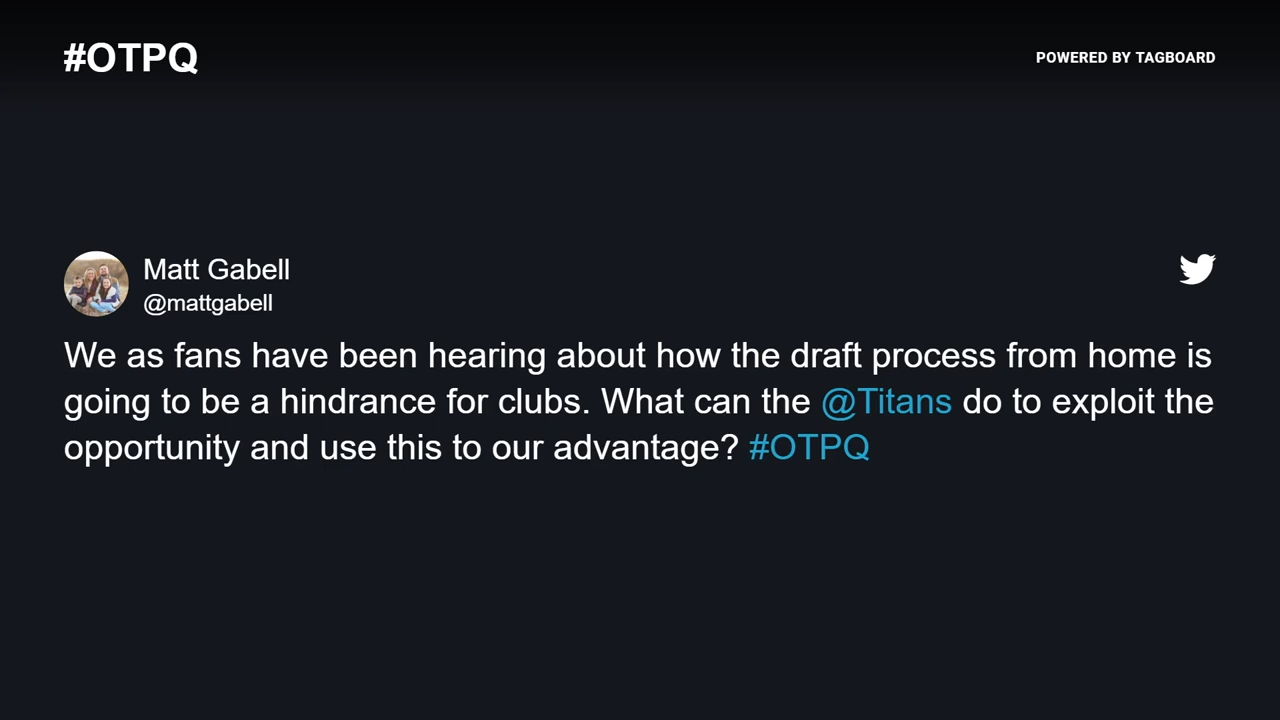 #OTPQ
POWERED BY TAGBOARD
Matt Gabell
@mattgabell
We as fans have been hearing about how the draft process from home is
going to be a hindrance for clubs. What can the @Titans do to exploit the
opportunity and use this to our advantage? #OTPQ